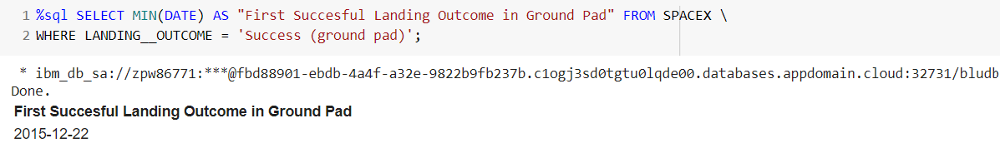 1 %sql SELECT MIN(DATE) AS "First Succesful Landing Outcome in Ground Pad" FROM SPACEX \
2 WHERE LANDING__OUTCOME = 'Success (ground pad)';
* ibm_db_sa://zpw86771:***@fbd88901-ebdb-4a4f-a32e-9822b9fb237b.c1ogj3sd0tgtu0lqde00.databases.appdomain.cloud:32731/bludb
Done.
First Succesful Landing Outcome in Ground Pad
2015-12-22